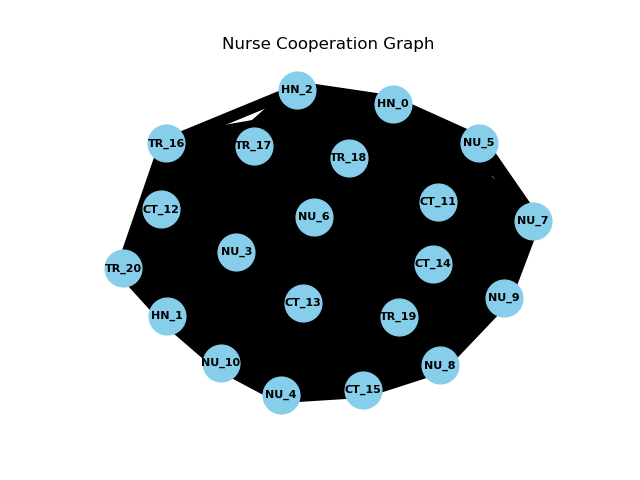 Nurse Cooperation Graph
HN_2
HN_0
TR_16
TR_17
NU_5
TR_18
CT_11
CT_12
NU_6
NU_7
NU_3
CT_14
TR_20
NU_9
CT_13
HN_1
TR_19
NU_10
NU_8
CT_15
NU_4